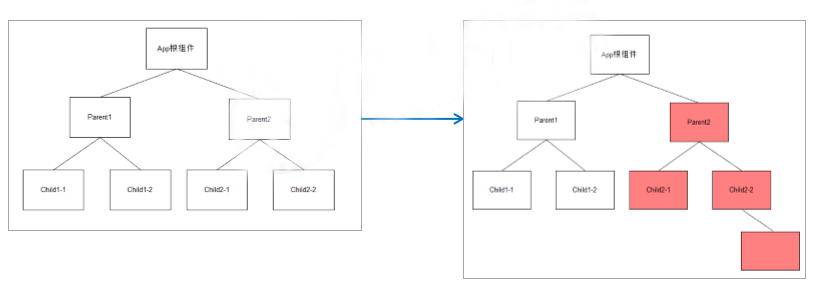 App根组件
Parent1
Parent2
Child1-1
Child1-2
Child2-1
Child2-2
App根组件
Parent1
Parent2
Child1-1
Child1-2
Child2-1
Child2-2